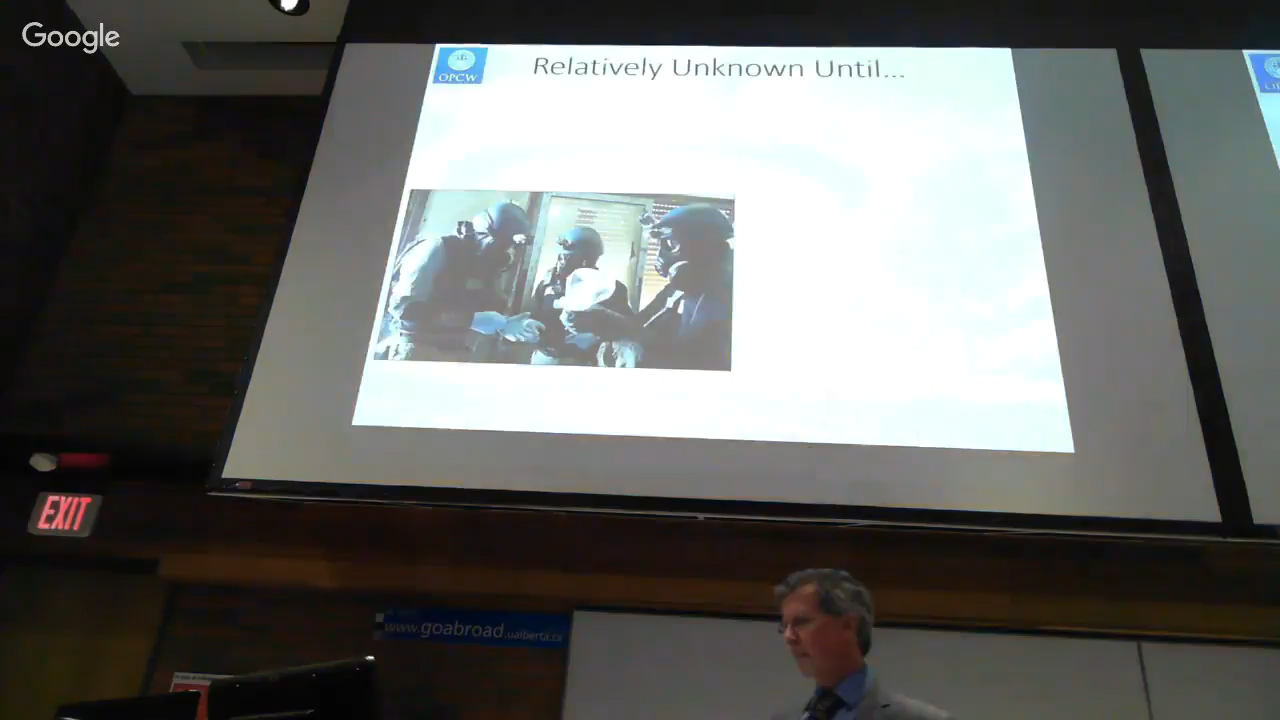 Google
OPCW
Relatively Unknown Until...
EXIT
www.goabroad.ualberta.ca